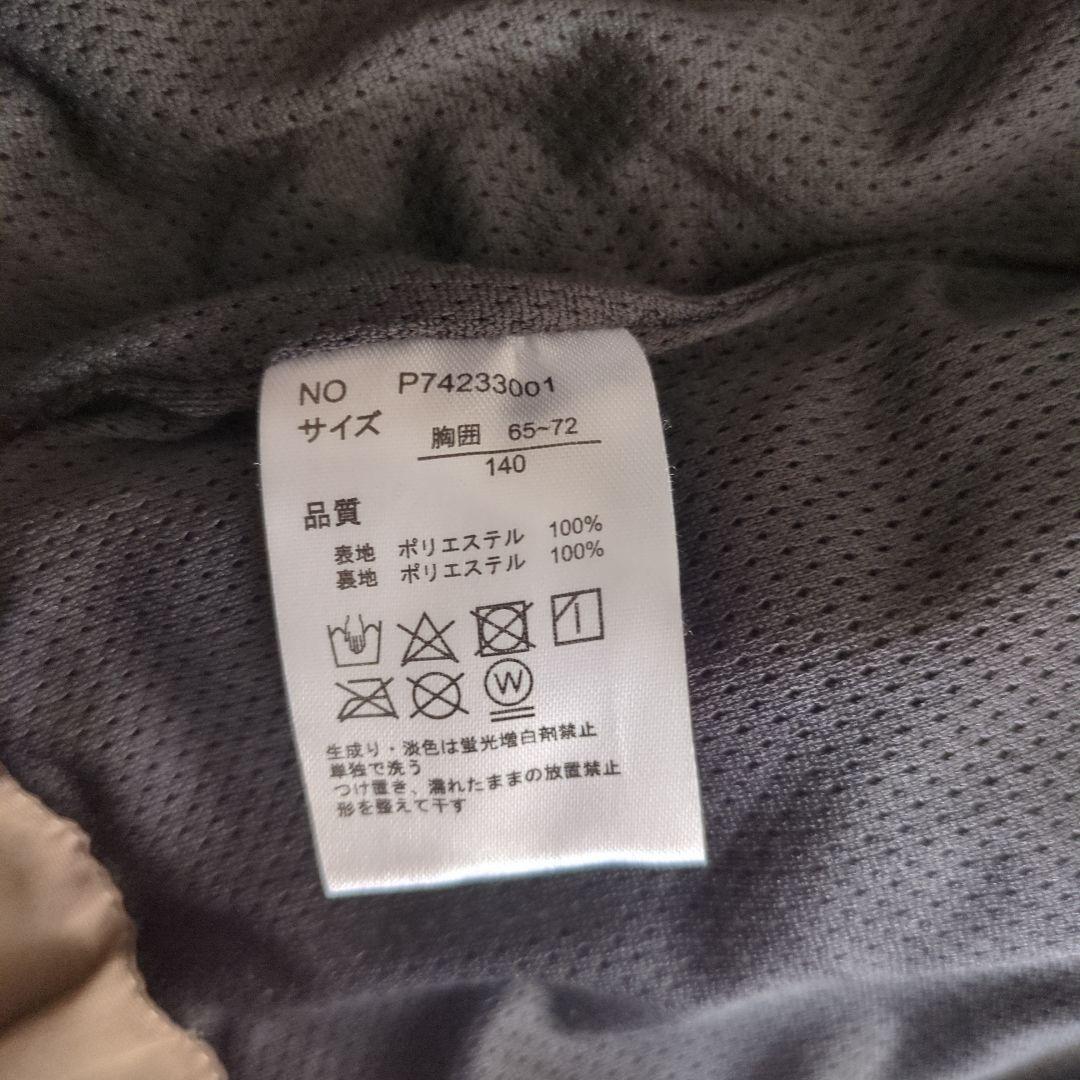 NO P74233001
サイズ 胸囲 65~72
140
品質
表地 ポリエステル 100%
裏地 ポリエステル 100%
W
生成り・淡色は蛍光増白剤禁止
単独で洗う
つけ置き、濡れたままの放置禁止
形を整えて干す